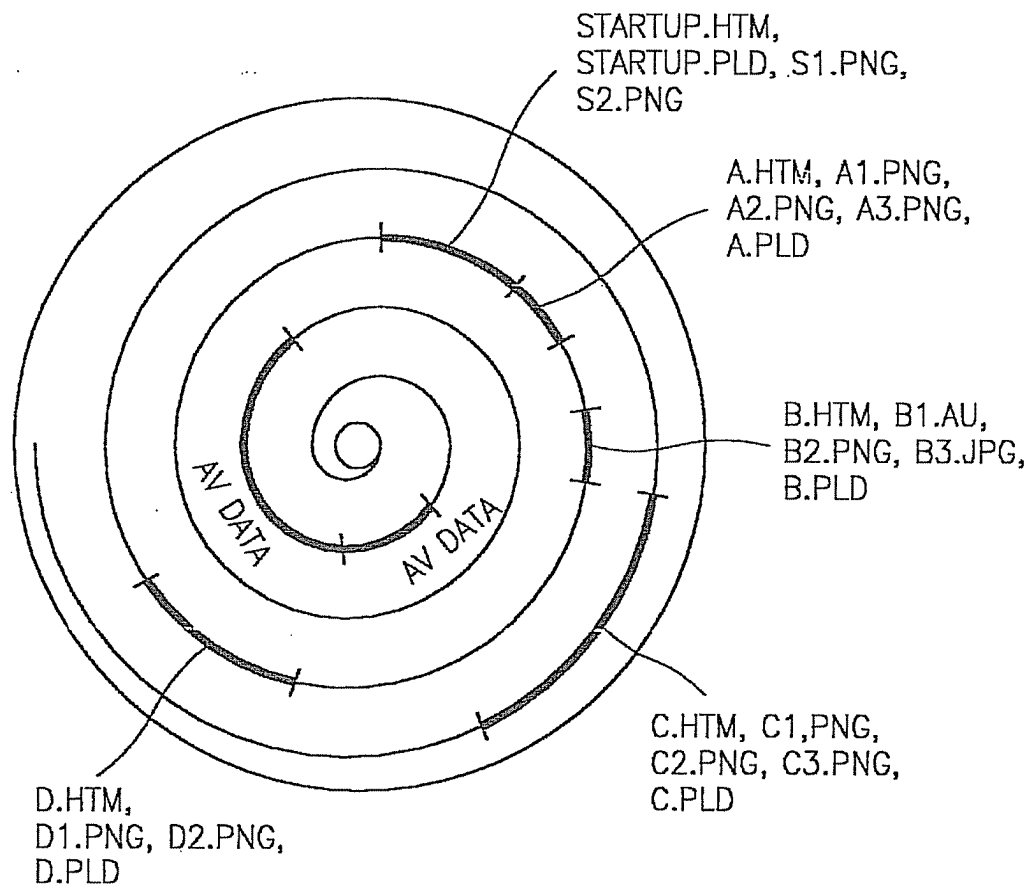 STARTUP.HTM,
STARTUP.PLD, S1.PNG,
S2.PNG
A.HTM, A1.PNG,
A2.PNG, A3.PNG,
A.PLD
B.HTM, B1.AU,
B2.PNG, B3.JPG,
B.PLD
AV DATA
AV DATA
C.HTM, C1,PNG,
C2.PNG, C3.PNG,
C.PLD
D.HTM,
D1.PNG, D2.PNG,
D.PLD